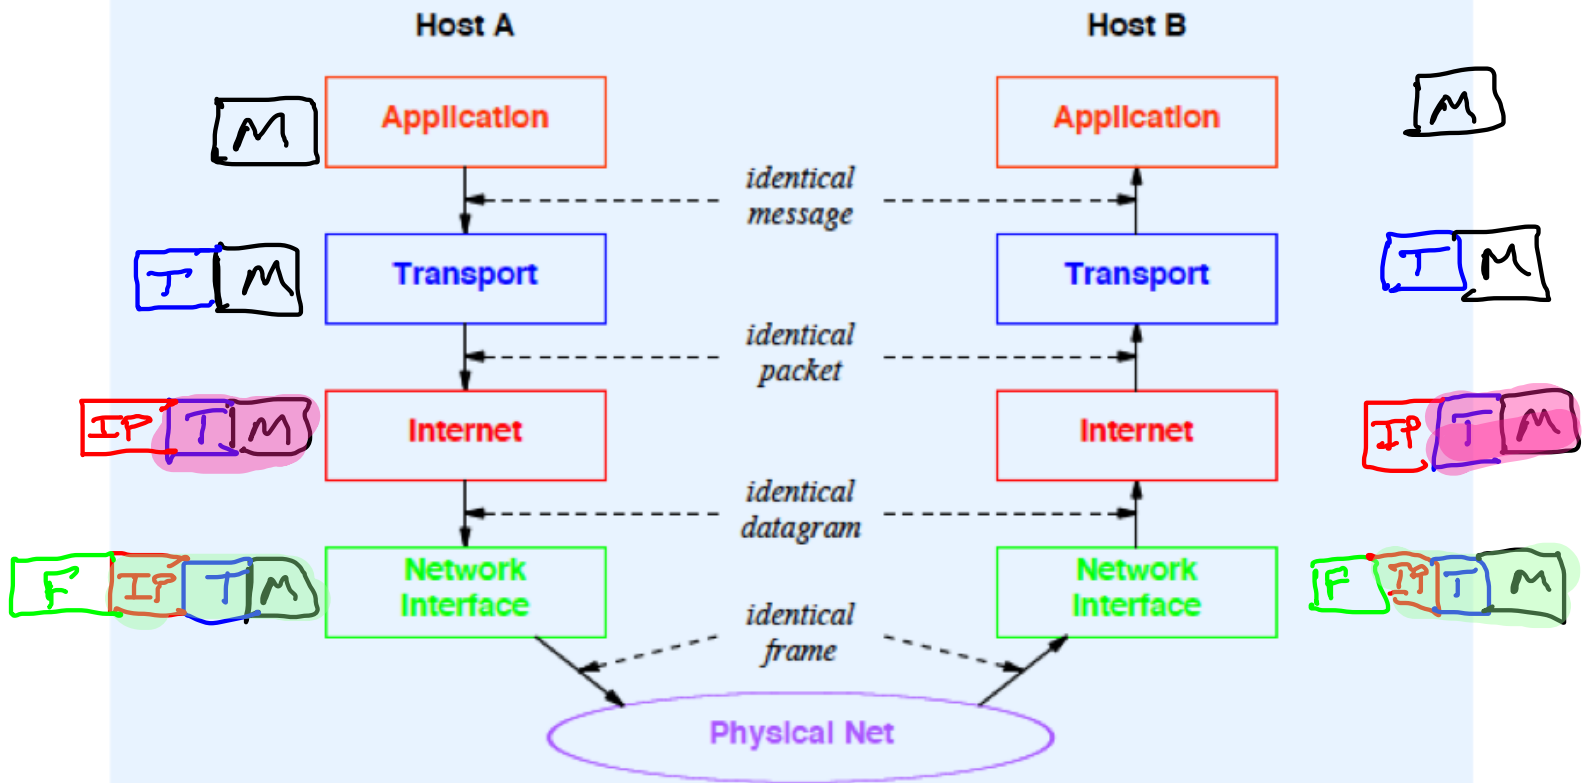 Host A Host B
M Application Application M
identical
message
T M Transport Transport T M
identical
packet
IP T M Internet Internet IP T M
identical
datagram
F IP T M Network Interface Network Interface F IP T M
identical
frame
Physical Net